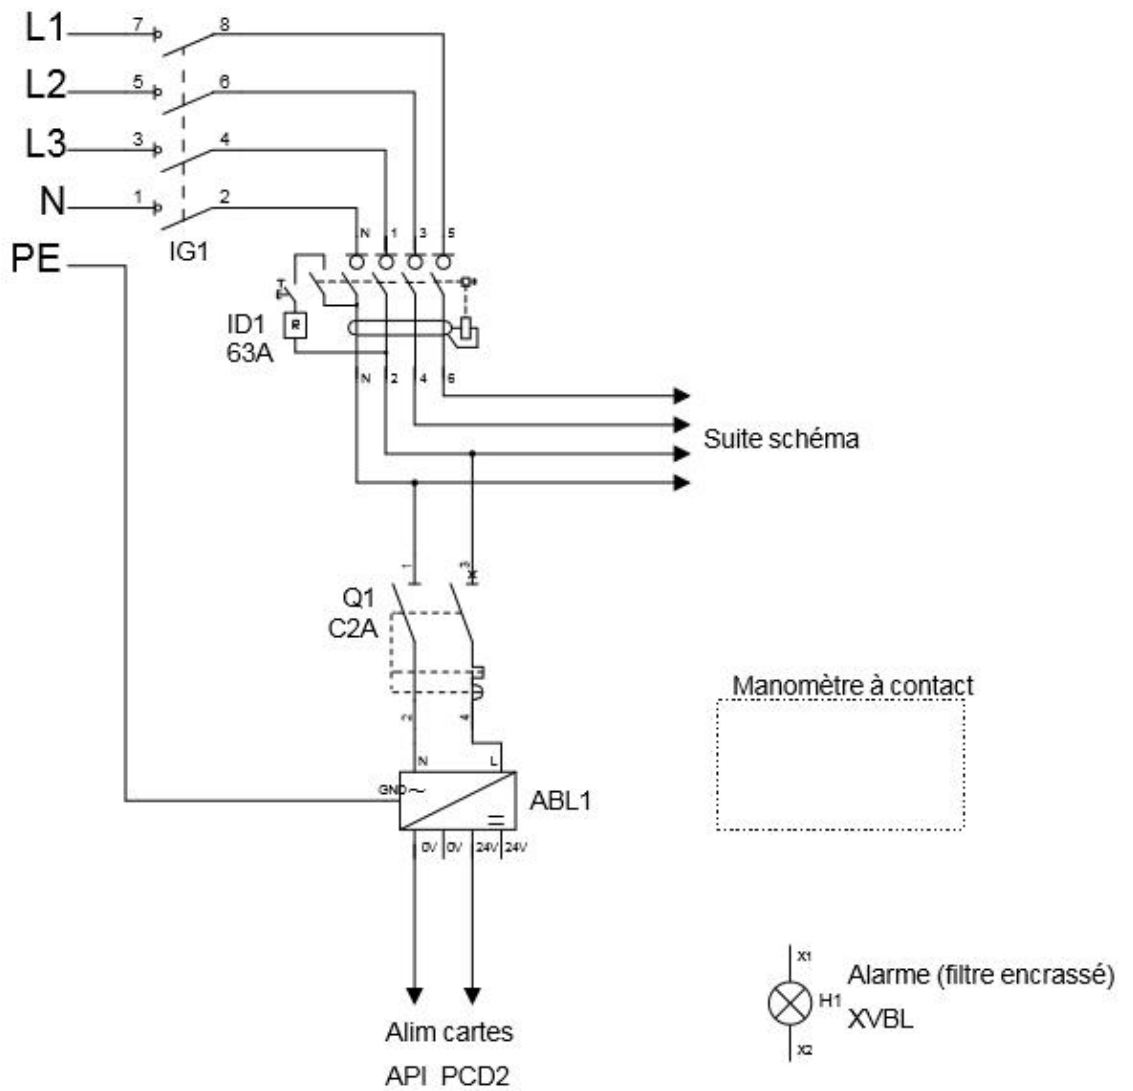 L1 7 8
L2 5 6
L3 3 4
N 1 2
IG1
PE
N 1 3 5
ID1
63A
R
N 2 4 6
Suite schéma
1 3
Q1
C2A
2 4
Manomètre à contact
N L
GND
ABL1
0V 0V 24V 24V
X1
Alarme (filtre encrassé)
H1
XVBL
X2
Alim cartes
API PCD2